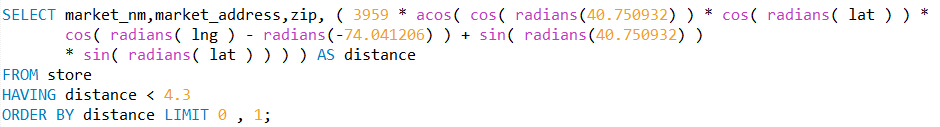 SELECT market_nm,market_address,zip, ( 3959 * acos( cos( radians(40.750932) ) * cos( radians( lat ) ) *
cos( radians( lng ) - radians(-74.041206) ) + sin( radians(40.750932) )
* sin( radians( lat ) ) ) ) AS distance
FROM store
HAVING distance < 4.3
ORDER BY distance LIMIT 0 , 1;